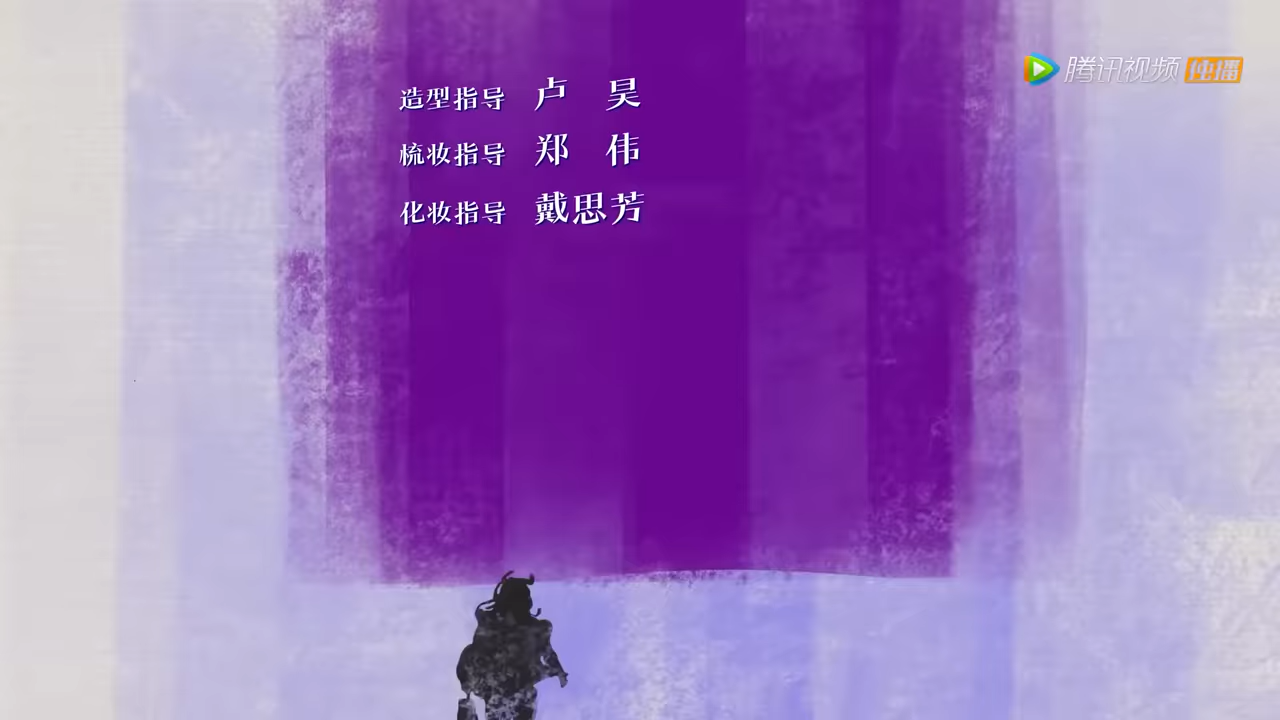 造型指导 卢昊
梳妆指导 郑伟
化妆指导 戴思芳
腾讯视频 独播